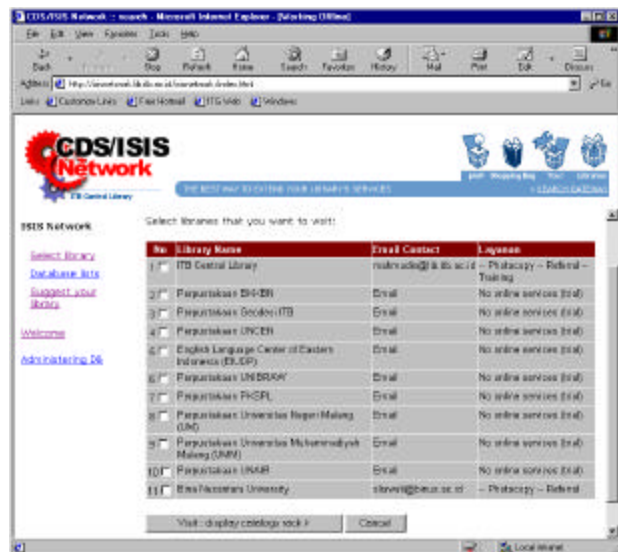 CDS/ISIS Network :: search - Microsoft Internet Explorer - [Working Offline]
File Edit View Favorites Tools Help
Back Stop Refresh Home Search Favorites History Mail Print Edit Discuss
Address
Links Customize Links Free Hotmail ITG Web Windows
CDS/ISIS
Network
ITB Central Library
THE BEST WAY TO EXTEND YOUR LIBRARY'S SERVICES
ISIS Network
Select libraries that you want to visit:
Select library
Database lists
Suggest your
library
Welcome
Administering DB
No Library Name Email Contact Layanan
1 ITB Central Library -- Photocopy -- Referral --
Training
2 Perpustakaan Email No online services (trial)
3 Perpustakaan Geodesi ITB Email No online services (trial)
4 Perpustakaan UNCEN Email No online services (trial)
5 English Language Center of Eastern
Indonesia Email No online services (trial)
6 Perpustakaan UNIBRAW Email No online services (trial)
7 Perpustakaan PKSPL Email No online services (trial)
8 Perpustakaan Universitas Negeri Malang
(UM) Email No online services (trial)
9 Perpustakaan Universitas Muhammadiyah
Malang (UMM) Email No online services (trial)
10 Perpustakaan UNAIR Email No online services (trial)
11 Bina Nusantara University -- Photocopy -- Referral
Visit : display catalogs Cancel
Local intranet